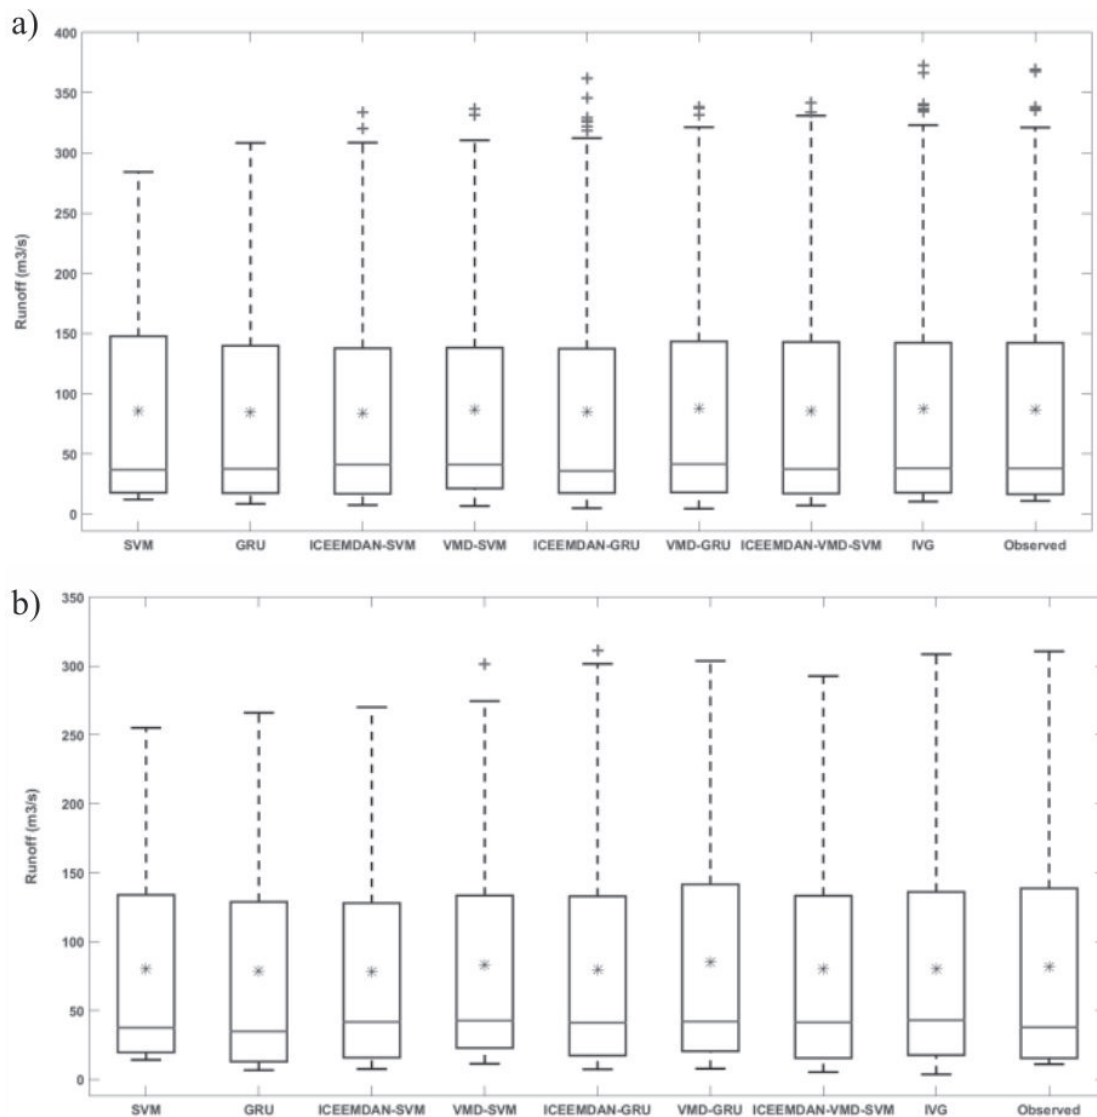 a)
400
350
300
250
200
150
100
50
0
Runoff (m3/s)
SVM GRU ICEEMDAN-SVM VMD-SVM ICEEMDAN-GRU VMD-GRU ICEEMDAN-VMD-SVM IVG Observed
b)
350
300
250
200
150
100
50
0
Runoff (m3/s)
SVM GRU ICEEMDAN-SVM VMD-SVM ICEEMDAN-GRU VMD-GRU ICEEMDAN-VMD-SVM IVG Observed